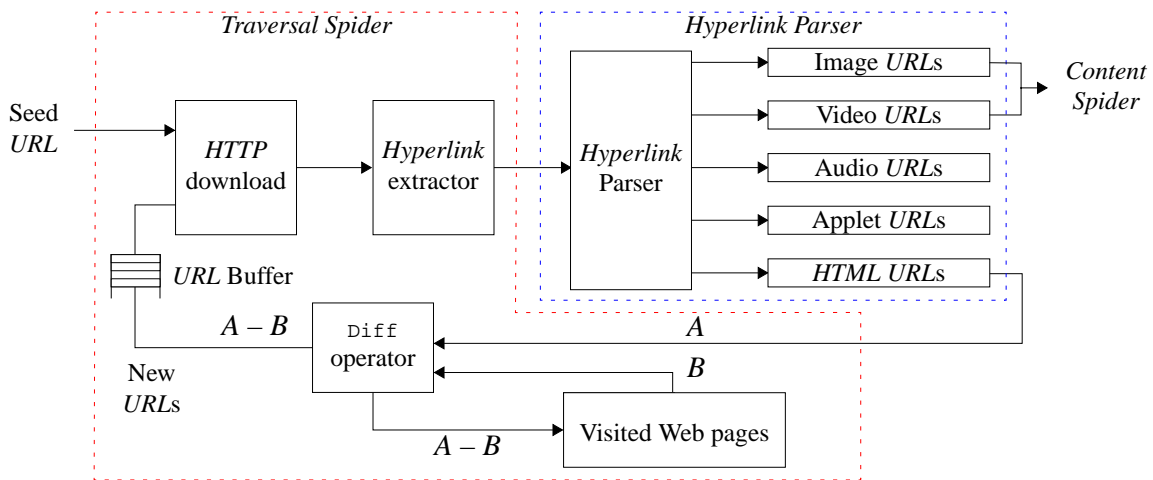 Traversal Spider
Hyperlink Parser
Seed
URL
HTTP
download
Hyperlink
extractor
Hyperlink
Parser
Image URLs
Video URLs
Audio URLs
Applet URLs
HTML URLs
Content
Spider
URL Buffer
A – B
New
URLs
Diff
operator
A
B
A – B
Visited Web pages